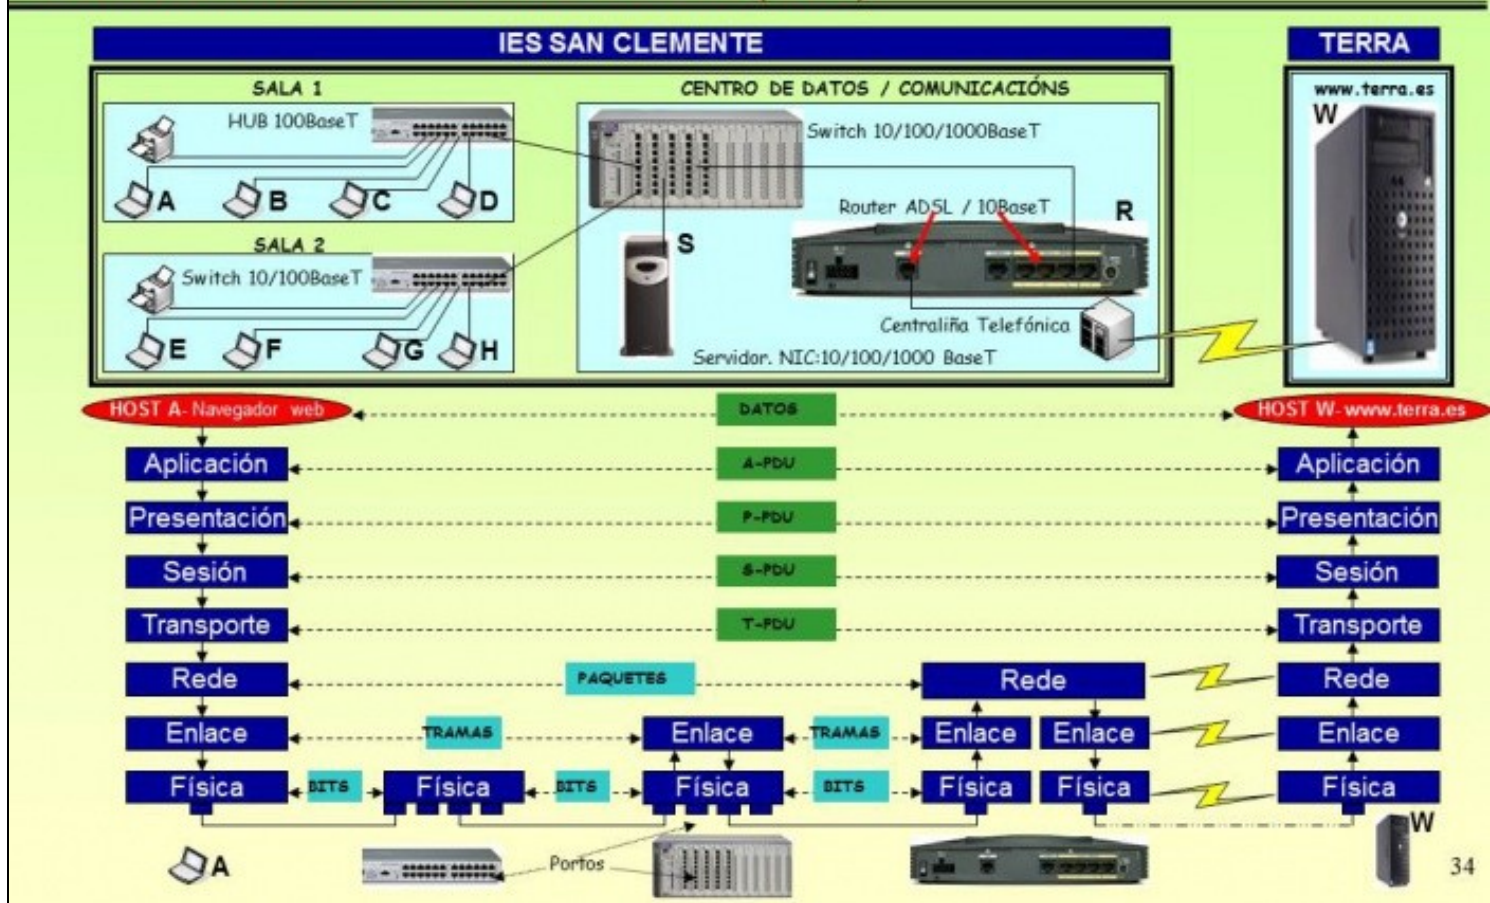 IES SAN CLEMENTE
TERRA
SALA 1
HUB 100BaseT
A
B
C
D
SALA 2
Switch 10/100BaseT
E
F
G
H
CENTRO DE DATOS / COMUNICACIÓNS
Switch 10/100/1000BaseT
Router ADSL / 10BaseT
R
S
Centraliña Telefónica
Servidor. NIC:10/100/1000 BaseT
www.terra.es
W
HOST A- Navegador web
DATOS
HOST W- www.terra.es
Aplicación
A-PDU
Aplicación
Presentación
P-PDU
Presentación
Sesión
S-PDU
Sesión
Transporte
T-PDU
Transporte
Rede
PAQUETES
Rede
Rede
Enlace
TRAMAS
Enlace
TRAMAS
Enlace
Enlace
Enlace
Física
BITS
Física
BITS
Física
BITS
Física
Física
Física
A
Portos
W
34